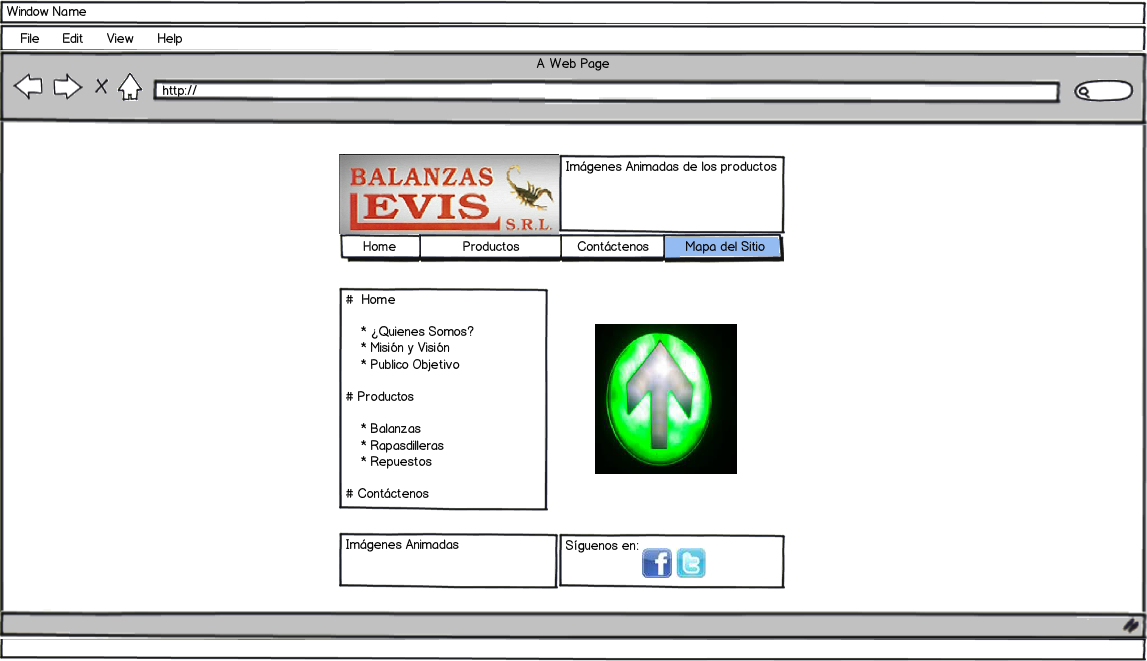 Window Name
File Edit View Help
A Web Page
http://
BALANZAS
LEVIS
S.R.L.
Imágenes Animadas de los productos
Home Productos Contáctenos Mapa del Sitio
# Home
* ¿Quienes Somos?
* Misión y Visión
* Publico Objetivo
# Productos
* Balanzas
* Rapasdilleras
* Repuestos
# Contáctenos
Imágenes Animadas
Síguenos en:
f t